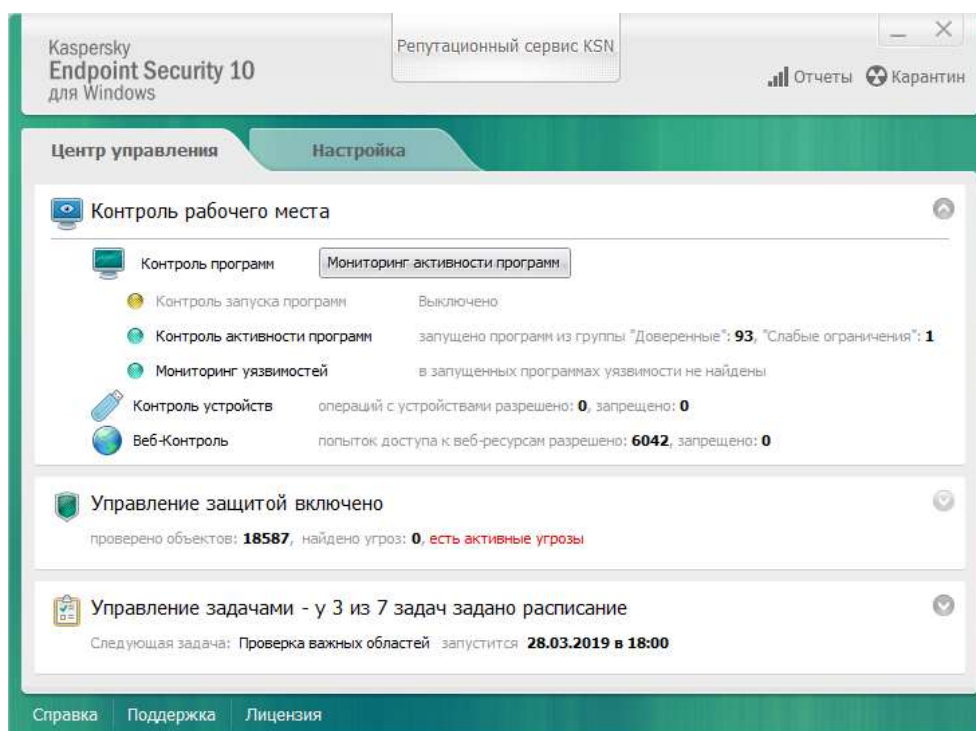 Kaspersky
Endpoint Security 10
для Windows
Репутационный сервис KSN
Отчеты Карантин
Центр управления Настройка
Контроль рабочего места
Контроль программ Мониторинг активности программ
Контроль запуска программ Выключено
Контроль активности программ запущено программ из группы "Доверенные": 93, "Слабые ограничения": 1
Мониторинг уязвимостей в запущенных программах уязвимости не найдены
Контроль устройств операций с устройствами разрешено: 0, запрещено: 0
Веб-Контроль попыток доступа к веб-ресурсам разрешено: 6042, запрещено: 0
Управление защитой включено
проверено объектов: 18587, найдено угроз: 0, есть активные угрозы
Управление задачами - у 3 из 7 задач задано расписание
Следующая задача: Проверка важных областей запустится 28.03.2019 в 18:00
Справка Поддержка Лицензия